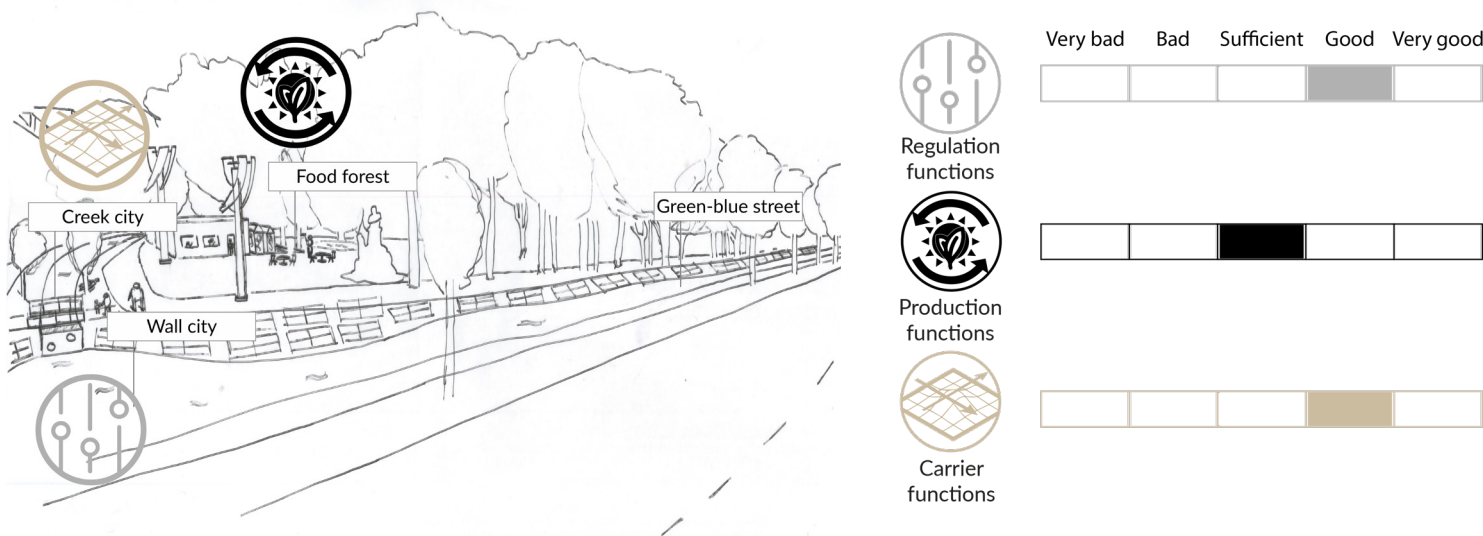 Food forest
Creek city
Green-blue street
Wall city
Very bad Bad Sufficient Good Very good
Regulation
functions
Production
functions
Carrier
functions